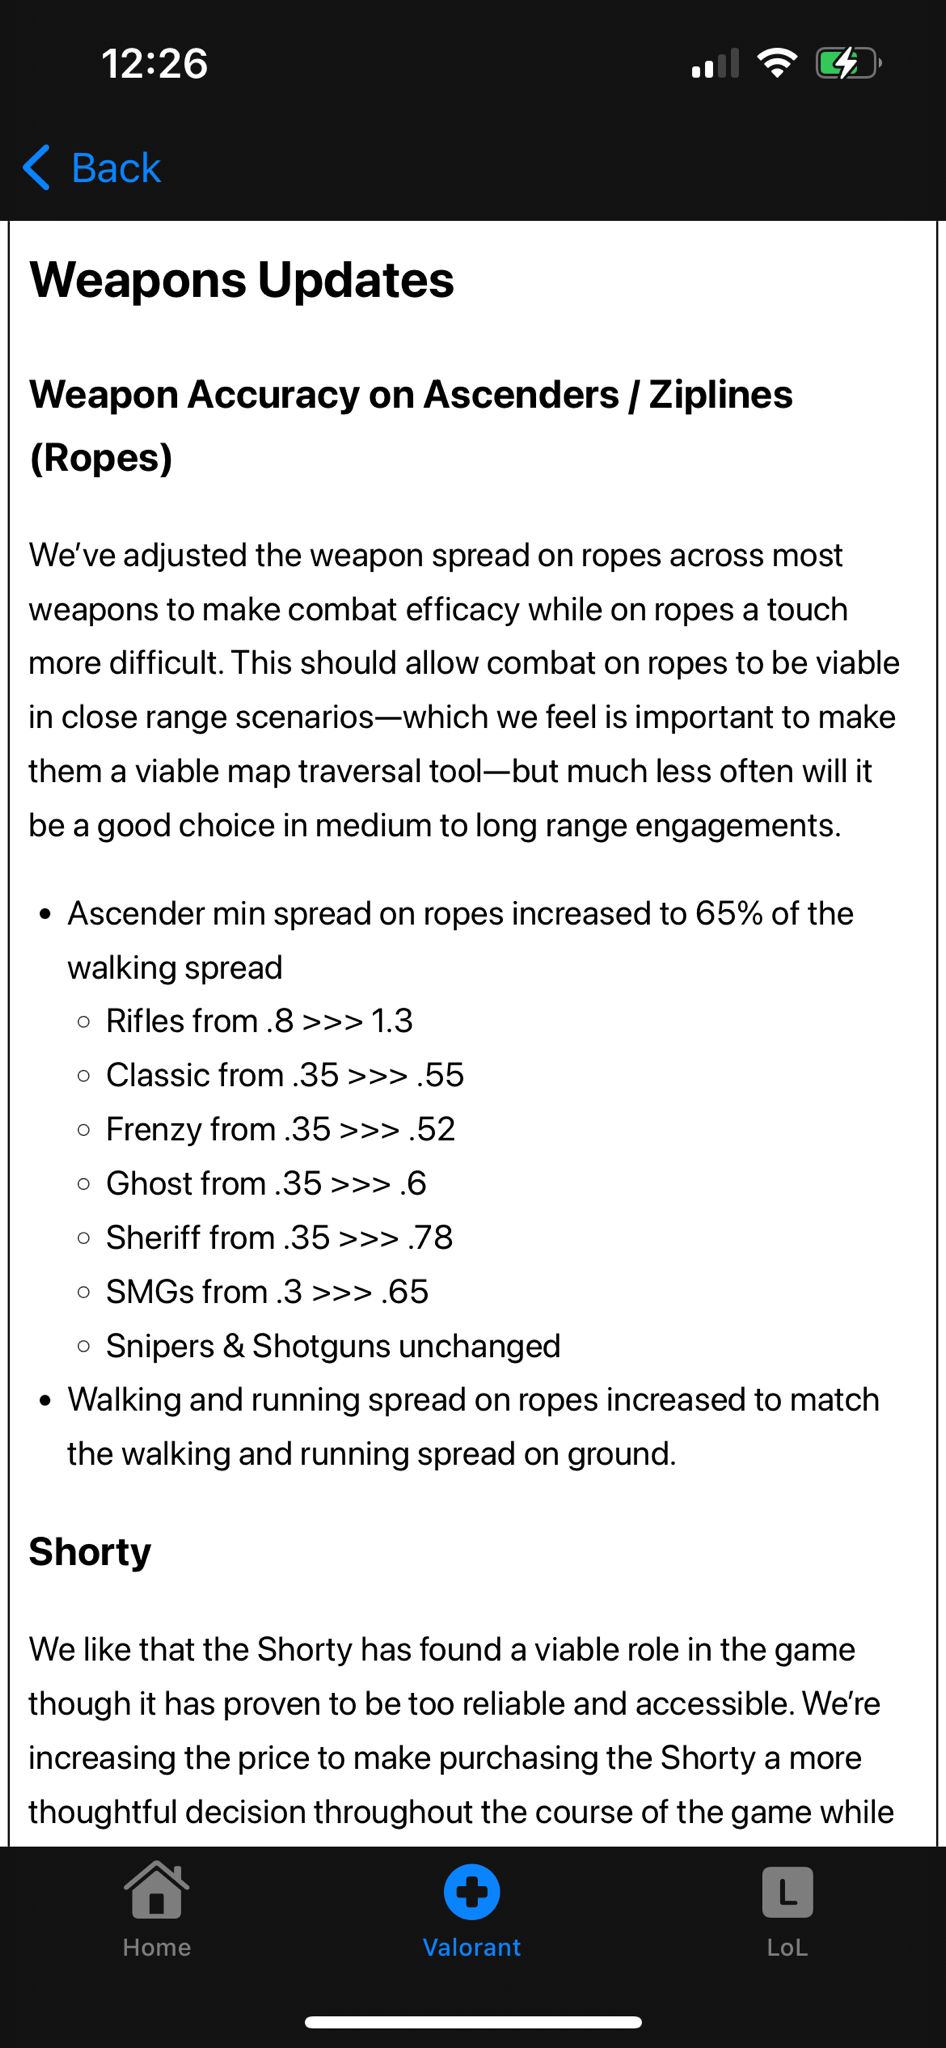 12:26
Back
Weapons Updates
Weapon Accuracy on Ascenders / Ziplines
(Ropes)
We’ve adjusted the weapon spread on ropes across most
weapons to make combat efficacy while on ropes a touch
more difficult. This should allow combat on ropes to be viable
in close range scenarios—which we feel is important to make
them a viable map traversal tool—but much less often will it
be a good choice in medium to long range engagements.
• Ascender min spread on ropes increased to 65% of the
walking spread
◦ Rifles from .8 >>> 1.3
◦ Classic from .35 >>> .55
◦ Frenzy from .35 >>> .52
◦ Ghost from .35 >>> .6
◦ Sheriff from .35 >>> .78
◦ SMGs from .3 >>> .65
◦ Snipers & Shotguns unchanged
• Walking and running spread on ropes increased to match
the walking and running spread on ground.
Shorty
We like that the Shorty has found a viable role in the game
though it has proven to be too reliable and accessible. We’re
increasing the price to make purchasing the Shorty a more
thoughtful decision throughout the course of the game while
Home
Valorant
L
LoL